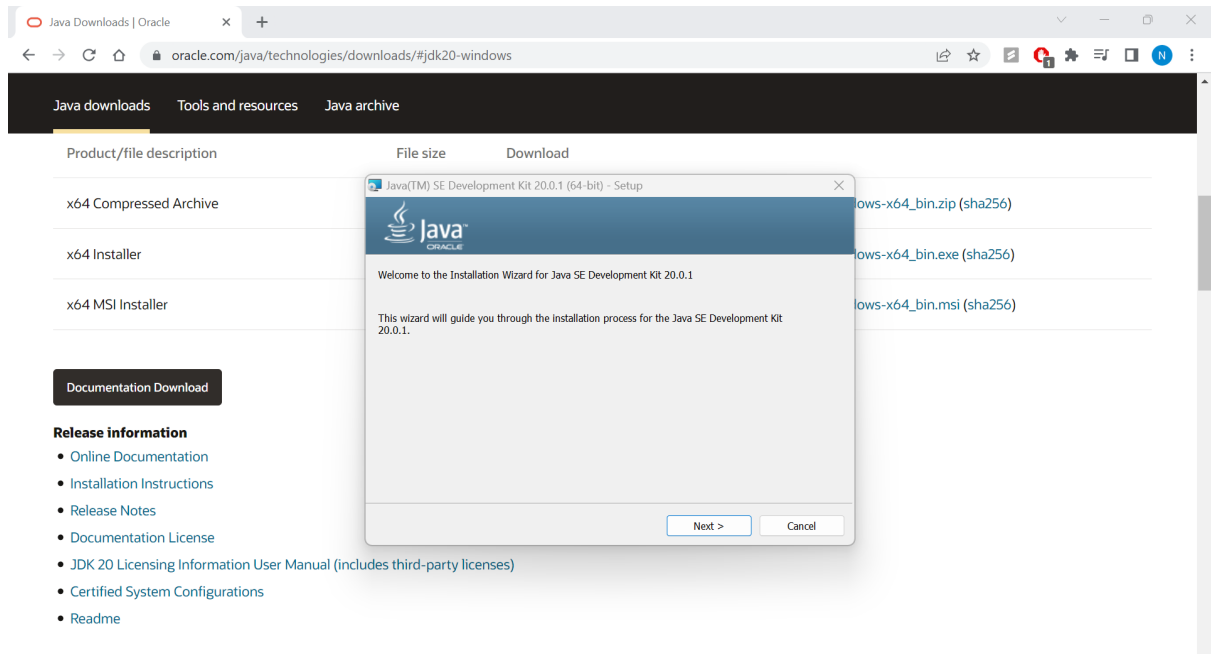 Java Downloads | Oracle
oracle.com/java/technologies/downloads/#jdk20-windows
1
N
Java downloads Tools and resources Java archive
Product/file description File size Download
x64 Compressed Archive
lows-x64_bin.zip (sha256)
x64 Installer
lows-x64_bin.exe (sha256)
x64 MSI Installer
lows-x64_bin.msi (sha256)
Java(TM) SE Development Kit 20.0.1 (64-bit) - Setup
Java™
ORACLE
Welcome to the Installation Wizard for Java SE Development Kit 20.0.1
This wizard will guide you through the installation process for the Java SE Development Kit
20.0.1.
Next >
Cancel
Documentation Download
Release information
Online Documentation
Installation Instructions
Release Notes
Documentation License
JDK 20 Licensing Information User Manual (includes third-party licenses)
Certified System Configurations
Readme